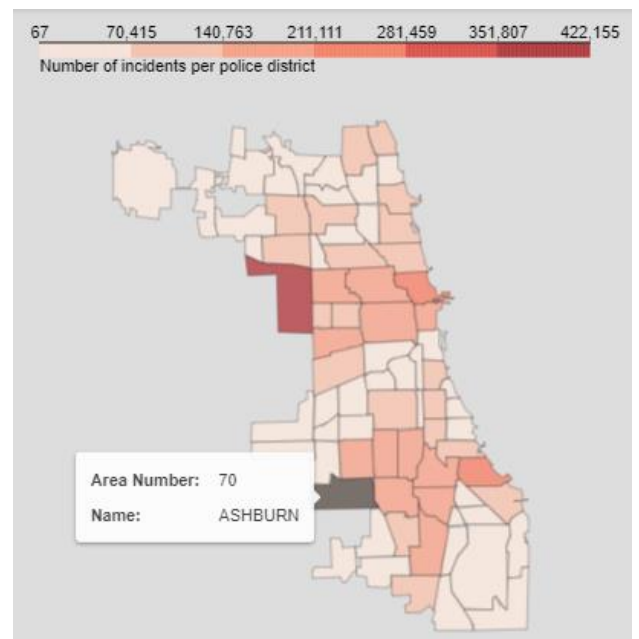 67 70,415 140,763 211,111 281,459 351,807 422,155
Number of incidents per police district
Area Number: 70
Name: ASHBURN